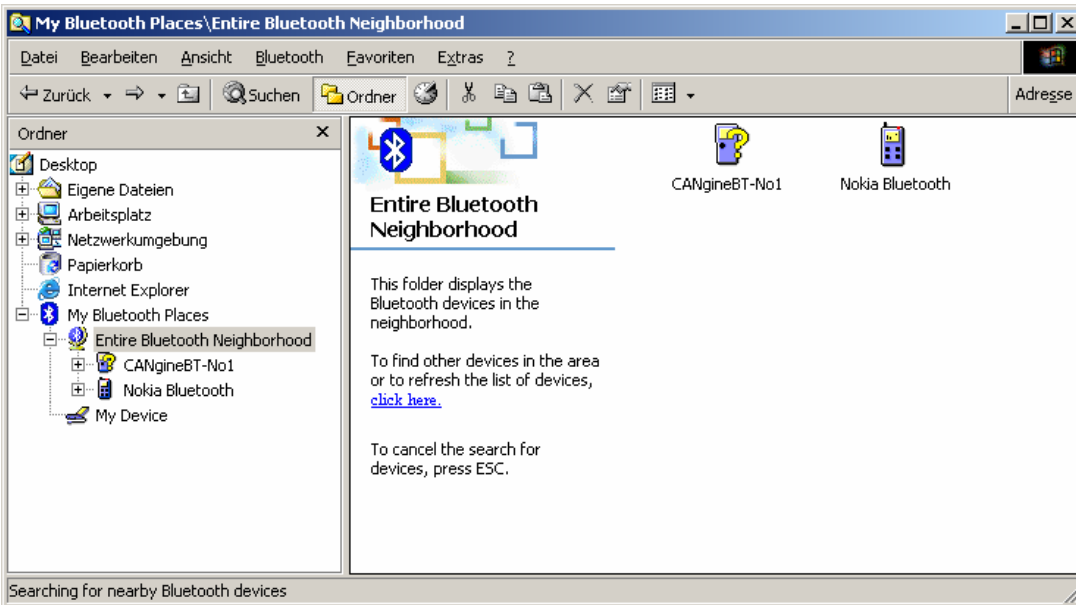 My Bluetooth Places\Entire Bluetooth Neighborhood
Datei Bearbeiten Ansicht Bluetooth Favoriten Extras ?
Zurück Suchen Ordner Adresse
Ordner
Desktop
Eigene Dateien
Arbeitsplatz
Netzwerkumgebung
Papierkorb
Internet Explorer
My Bluetooth Places
Entire Bluetooth Neighborhood
CANgineBT-No1
Nokia Bluetooth
My Device
Entire Bluetooth
Neighborhood
This folder displays the
Bluetooth devices in the
neighborhood.
To find other devices in the area
or to refresh the list of devices,
click here.
To cancel the search for
devices, press ESC.
CANgineBT-No1
Nokia Bluetooth
Searching for nearby Bluetooth devices